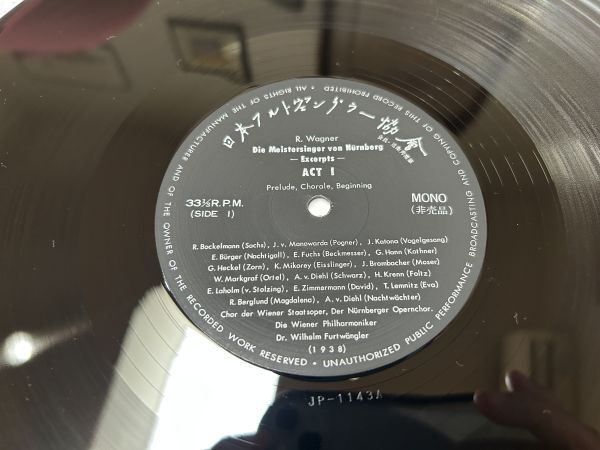 ALL RIGHTS OF THE MANUFACTURER AND OF THE OWNER OF THE RECORDED WORK RESERVED • UNAUTHORIZED PUBLIC PERFORMANCE BROADCASTING AND COPYING OF THIS RECORD PROHIBITED •
日本フルトヴェングラー協會
R. Wagner
Die Meistersinger von Nürnberg
— Excerpts —
ACT I
Prelude, Chorale, Beginning
33⅓R.P.M.
(SIDE I)
MONO
(非売品)
R. Bockelmann (Sachs), J. v. Manowarda (Pogner), J. Katona (Vogelgesang)
E. Bürger (Nachtigall), E. Fuchs (Beckmesser), G. Hann (Kothner)
G. Heckel (Zorn), K. Mikorey (Eisslinger), J. Brombacher (Moser)
W. Markgraf (Ortel), A. v. Diehl (Schwarz), H. Krenn (Foltz)
E. Laholm (v. Stolzing), E. Zimmermann (David), T. Lemnitz (Eva)
R. Berglund (Magdalena), A. v. Diehl (Nachtwächter)
Chor der Wiener Staatsoper, Der Nürnberger Opernchor.
Die Wiener Philharmoniker
Dr. Wilhelm Furtwängler
(1938)
JP-1143A